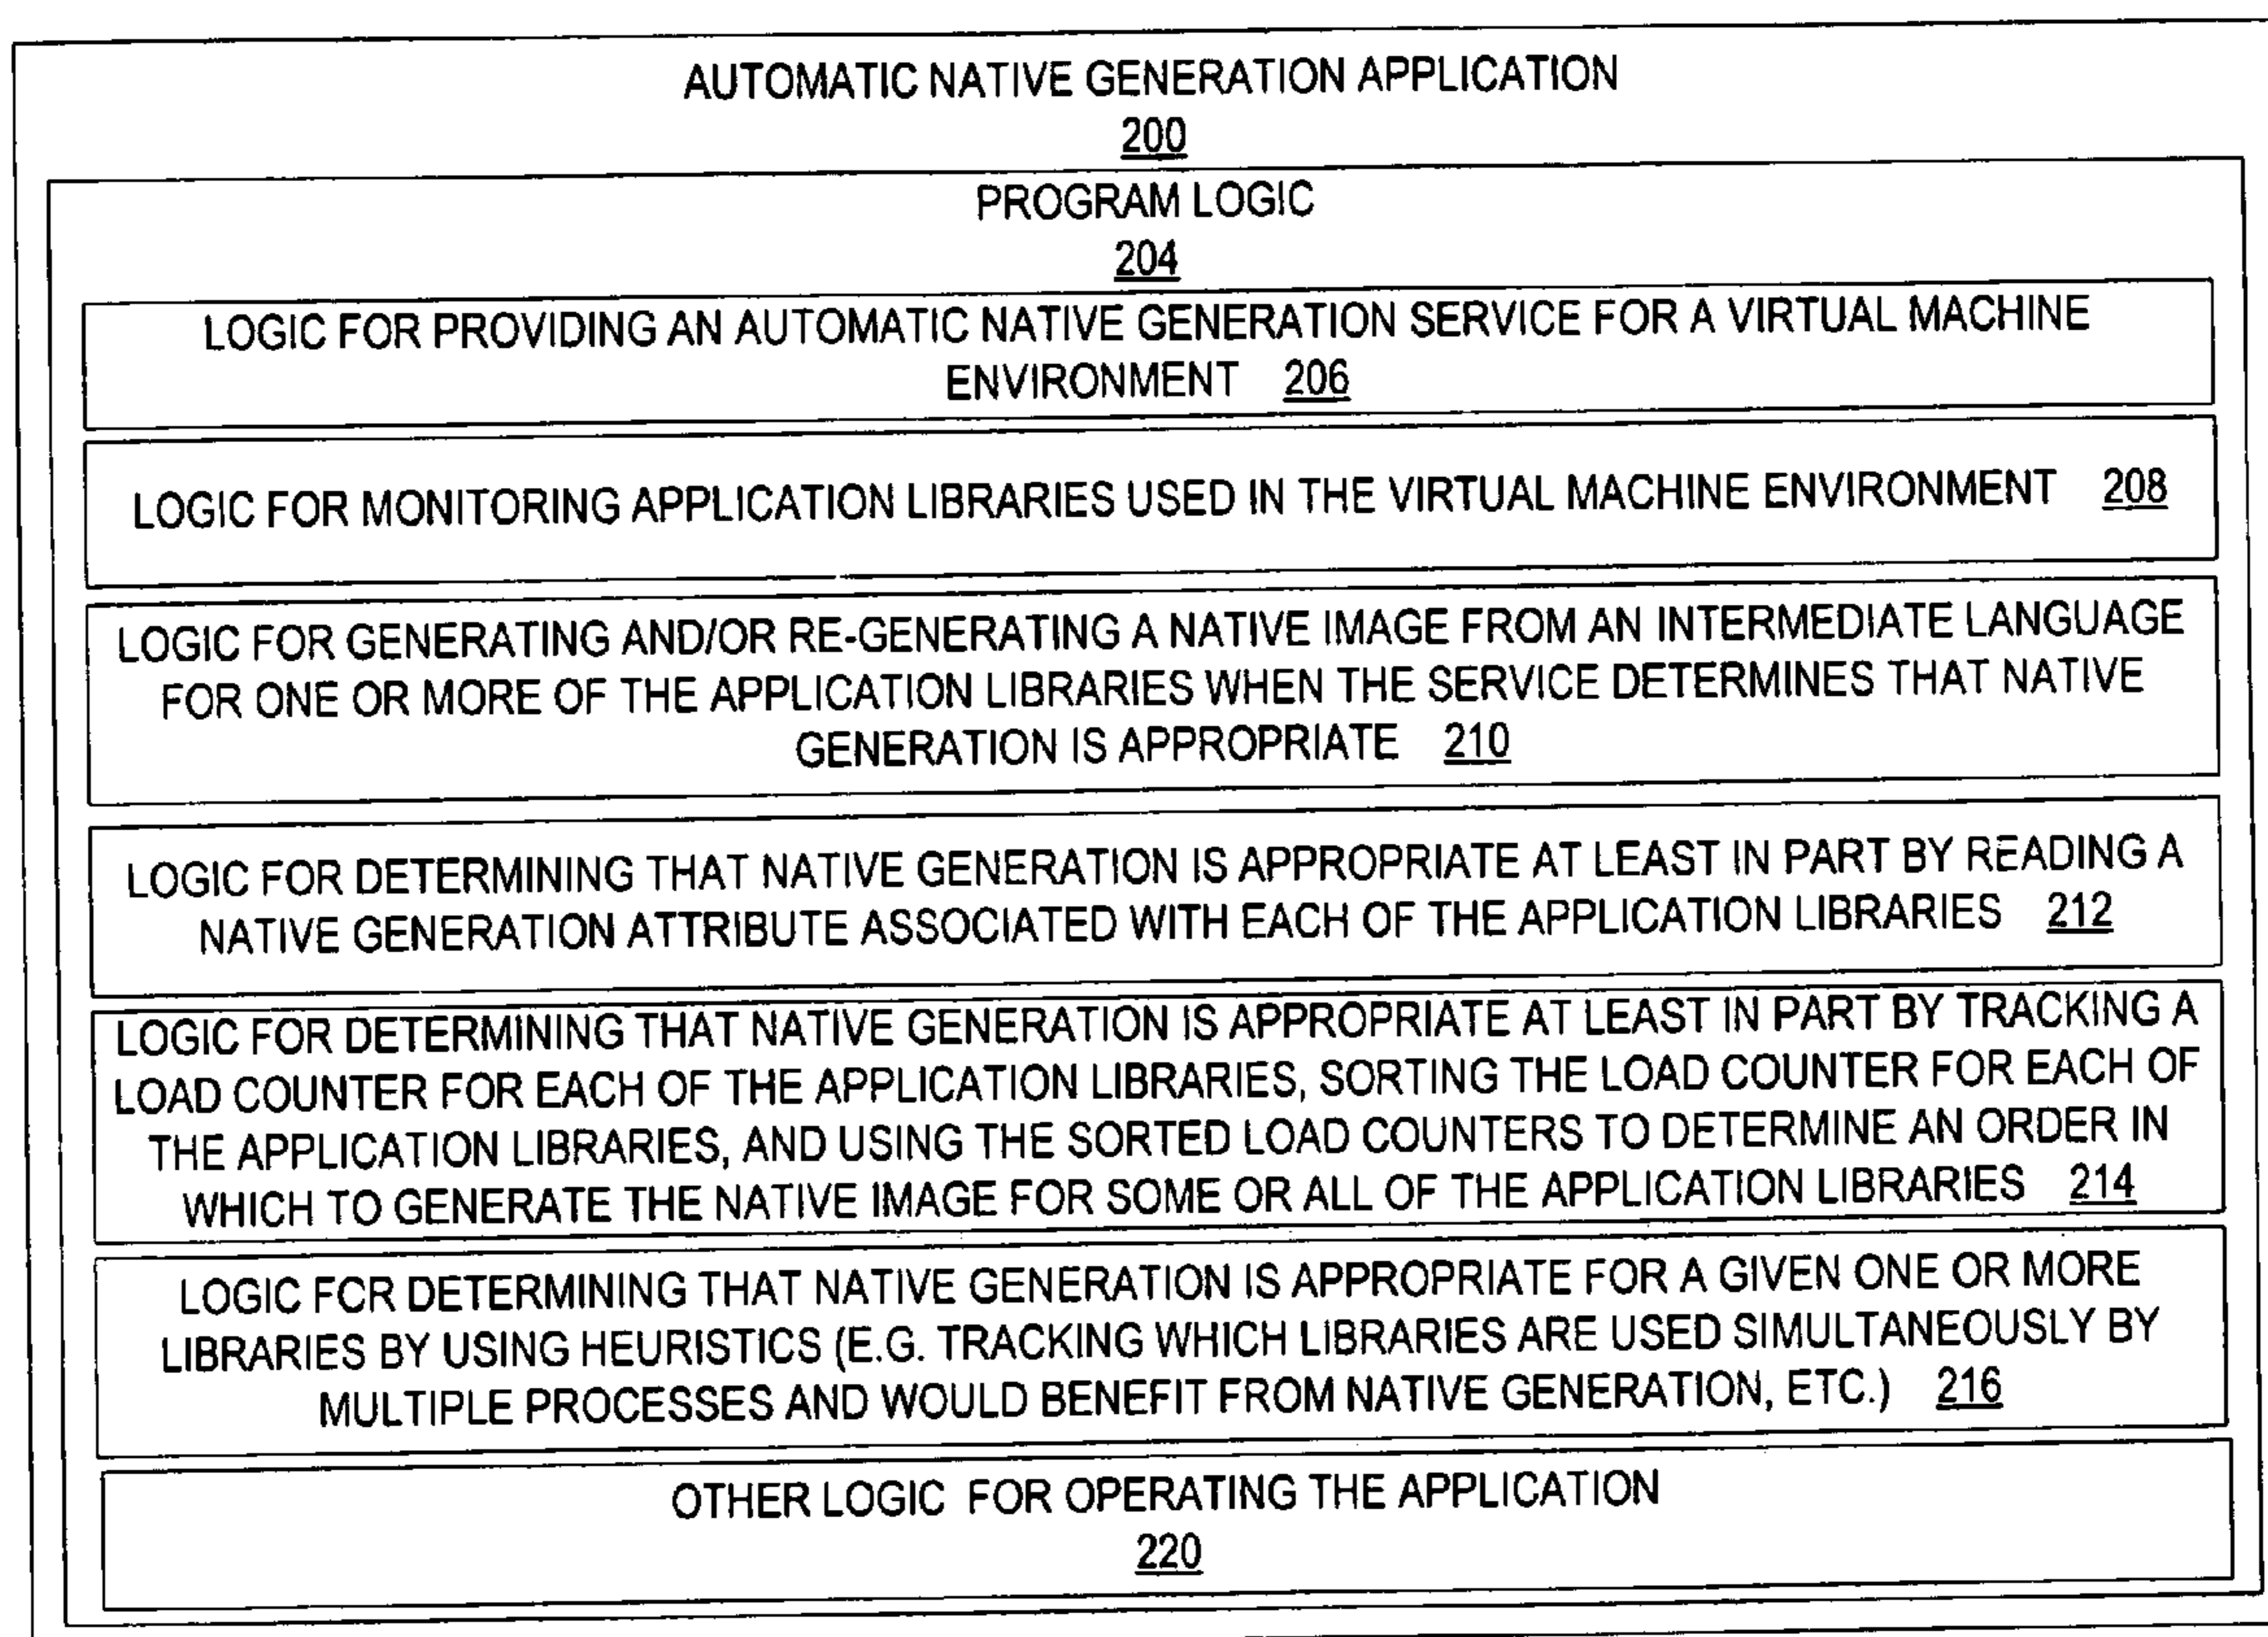 AUTOMATIC NATIVE GENERATION APPLICATION
200
PROGRAM LOGIC
204
LOGIC FOR PROVIDING AN AUTOMATIC NATIVE GENERATION SERVICE FOR A VIRTUAL MACHINE
ENVIRONMENT 206
LOGIC FOR MONITORING APPLICATION LIBRARIES USED IN THE VIRTUAL MACHINE ENVIRONMENT 208
LOGIC FOR GENERATING AND/OR RE-GENERATING A NATIVE IMAGE FROM AN INTERMEDIATE LANGUAGE
FOR ONE OR MORE OF THE APPLICATION LIBRARIES WHEN THE SERVICE DETERMINES THAT NATIVE
GENERATION IS APPROPRIATE 210
LOGIC FOR DETERMINING THAT NATIVE GENERATION IS APPROPRIATE AT LEAST IN PART BY READING A
NATIVE GENERATION ATTRIBUTE ASSOCIATED WITH EACH OF THE APPLICATION LIBRARIES 212
LOGIC FOR DETERMINING THAT NATIVE GENERATION IS APPROPRIATE AT LEAST IN PART BY TRACKING A
LOAD COUNTER FOR EACH OF THE APPLICATION LIBRARIES, SORTING THE LOAD COUNTER FOR EACH OF
THE APPLICATION LIBRARIES, AND USING THE SORTED LOAD COUNTERS TO DETERMINE AN ORDER IN
WHICH TO GENERATE THE NATIVE IMAGE FOR SOME OR ALL OF THE APPLICATION LIBRARIES 214
LOGIC FOR DETERMINING THAT NATIVE GENERATION IS APPROPRIATE FOR A GIVEN ONE OR MORE
LIBRARIES BY USING HEURISTICS (E.G. TRACKING WHICH LIBRARIES ARE USED SIMULTANEOUSLY BY
MULTIPLE PROCESSES AND WOULD BENEFIT FROM NATIVE GENERATION, ETC.) 216
OTHER LOGIC FOR OPERATING THE APPLICATION
220